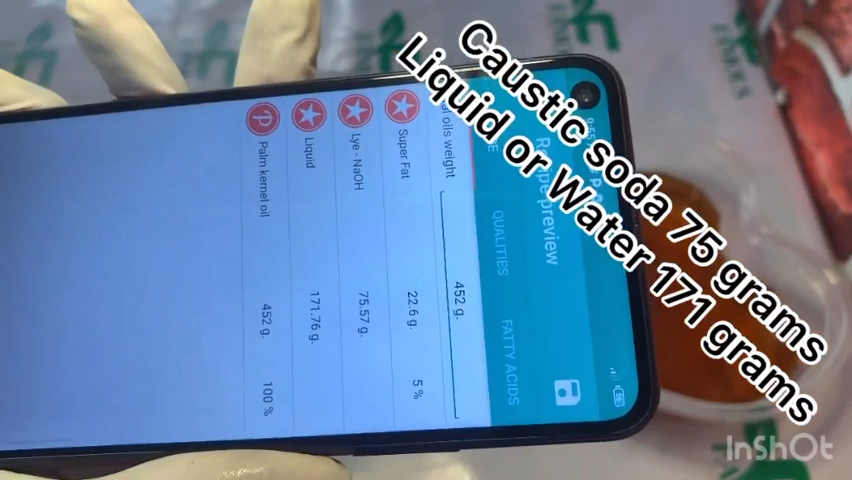 Caustic soda 75 grams
Liquid or Water 171 grams
Recipe preview
QUALITIES
FATTY ACIDS
oils weight
452 g.
Super Fat
22.6 g.
5 %
Lye - NaOH
75.57 g.
Liquid
171.76 g.
Palm kernel oil
452 g.
100 %
InShOt